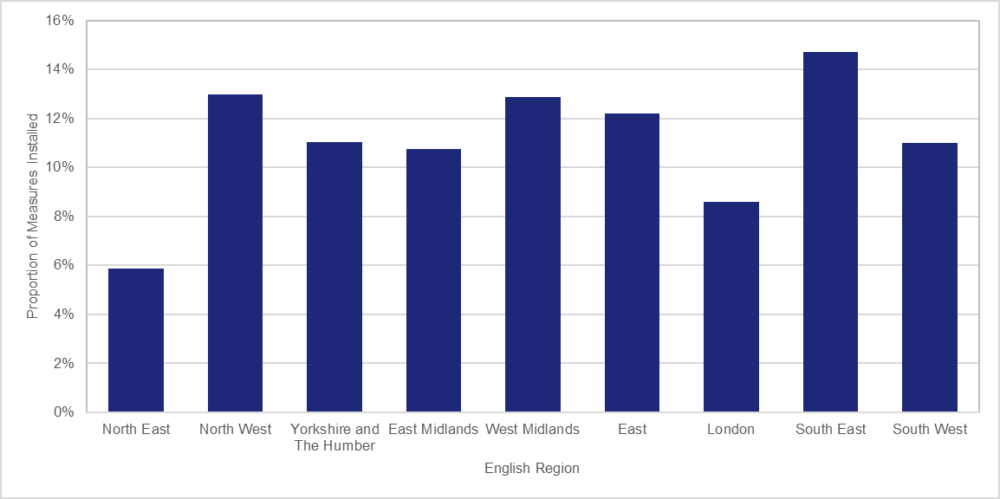 16%
14%
12%
10%
8%
6%
4%
2%
0%
Proportion of Measures Installed
North East
North West
Yorkshire and
The Humber
East Midlands
West Midlands
East
London
South East
South West
English Region